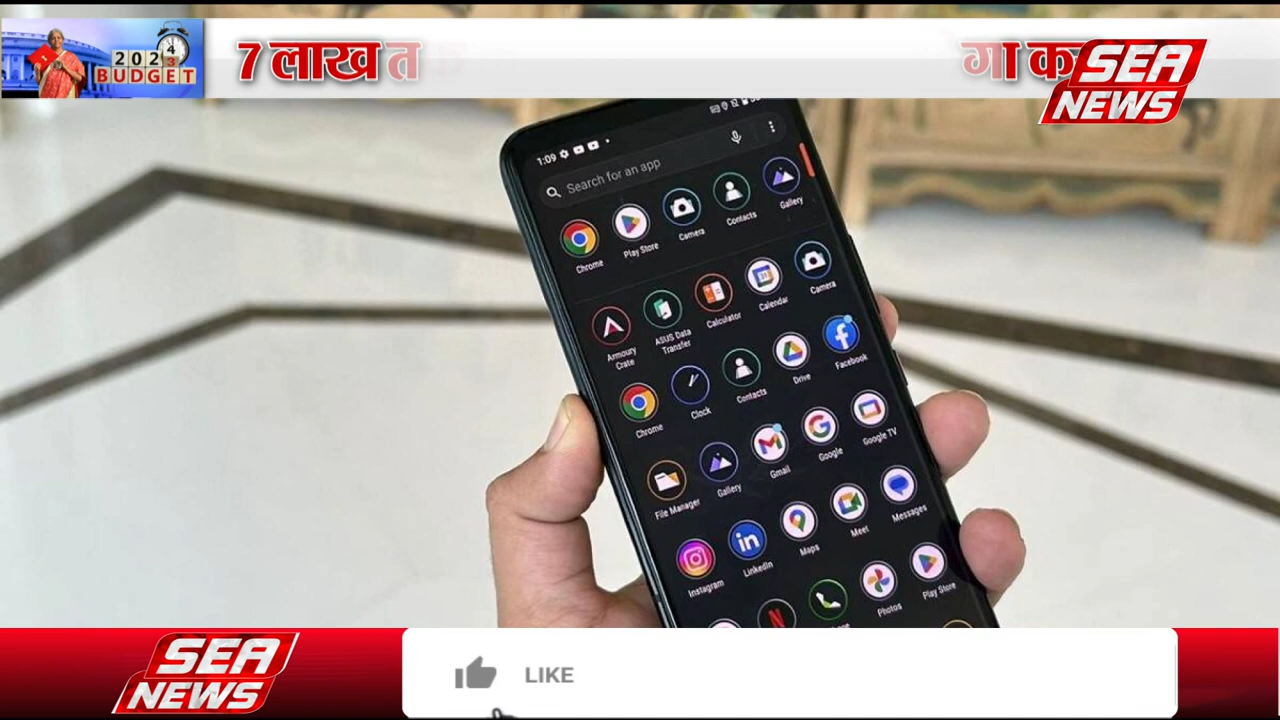 2024
3
BUDGET
7 लाख त
गा क
SEA
NEWS
1:09
Search for an app
Chrome
Play Store
Camera
Contacts
Gallery
Armoury
Crate
ASUS Data
Transfer
Calculator
Calendar
Camera
Chrome
Clock
Contacts
Drive
Facebook
File Manager
Gallery
Gmail
Google
Google TV
Instagram
LinkedIn
Maps
Meet
Messages
Photos
Play Store
SEA
NEWS
LIKE